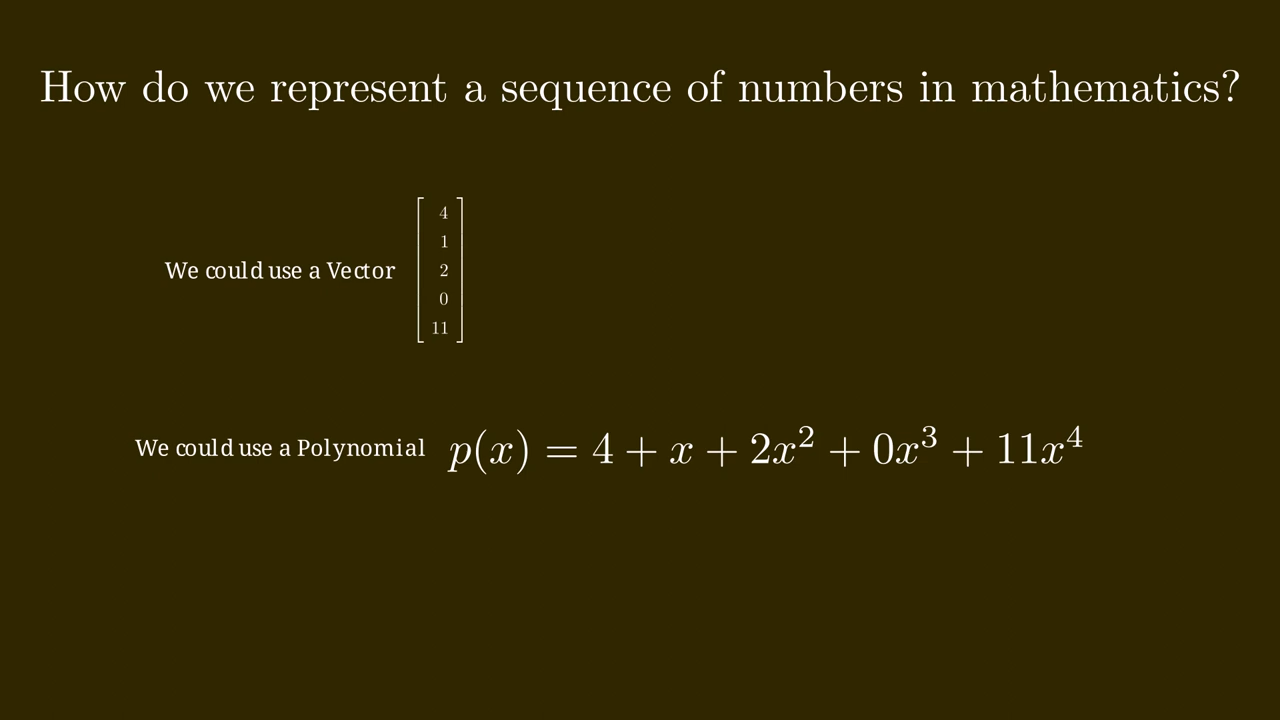 How do we represent a sequence of numbers in mathematics?
4
1
We could use a Vector 2
0
11
We could use a Polynomial p(x) = 4 + x + 2x² + 0x³ + 11x⁴